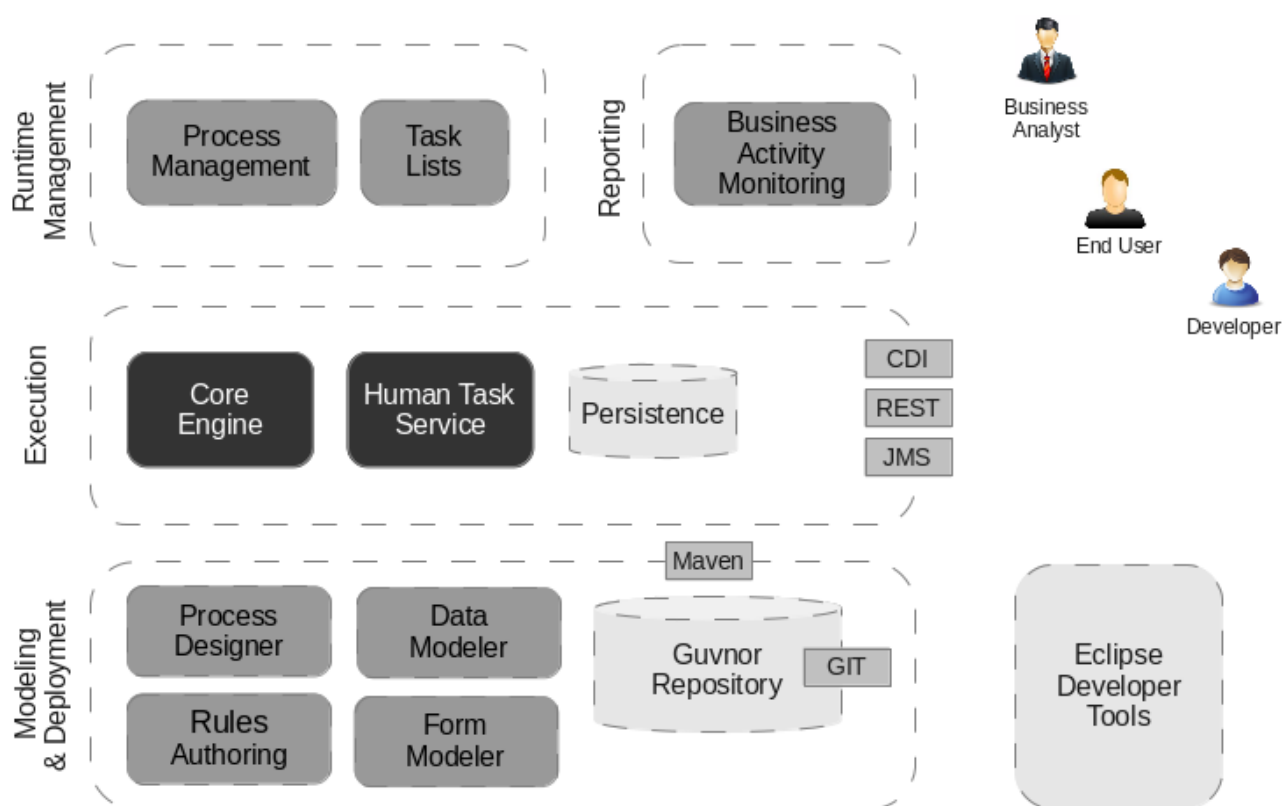 Runtime
Management
Process
Management
Task
Lists
Reporting
Business
Activity
Monitoring
Business
Analyst
End User
Developer
Execution
Core
Engine
Human Task
Service
Persistence
CDI
REST
JMS
Modeling
& Deployment
Process
Designer
Data
Modeler
Rules
Authoring
Form
Modeler
Maven
Guvnor
Repository
GIT
Eclipse
Developer
Tools